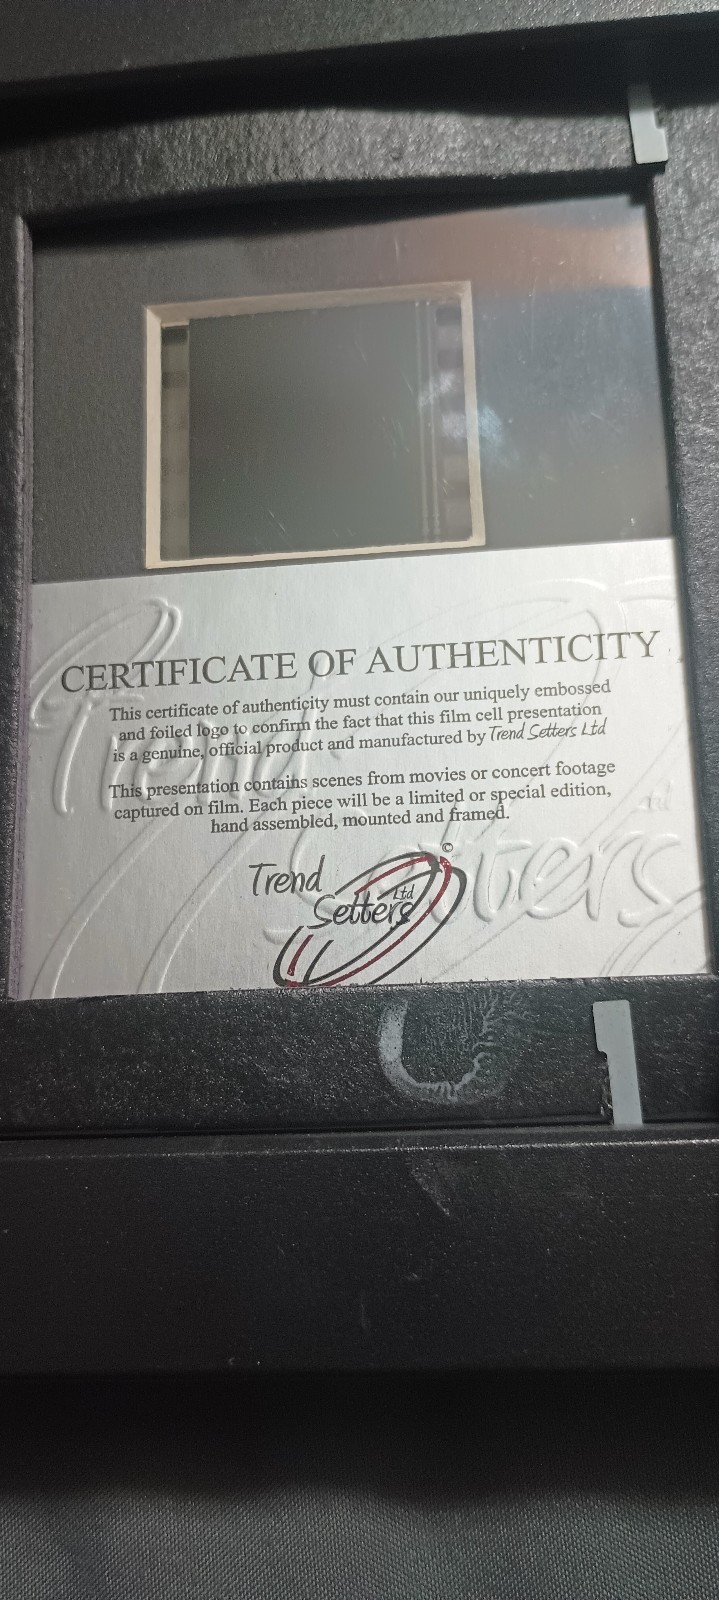 CERTIFICATE OF AUTHENTICITY
This certificate of authenticity must contain our uniquely embossed
and foiled logo to confirm the fact that this film cell presentation
is a genuine, official product and manufactured by Trend Setters Ltd
This presentation contains scenes from movies or concert footage
captured on film. Each piece will be a limited or special edition,
hand assembled, mounted and framed.
©
Trend
Setters Ltd
Trend
Setters